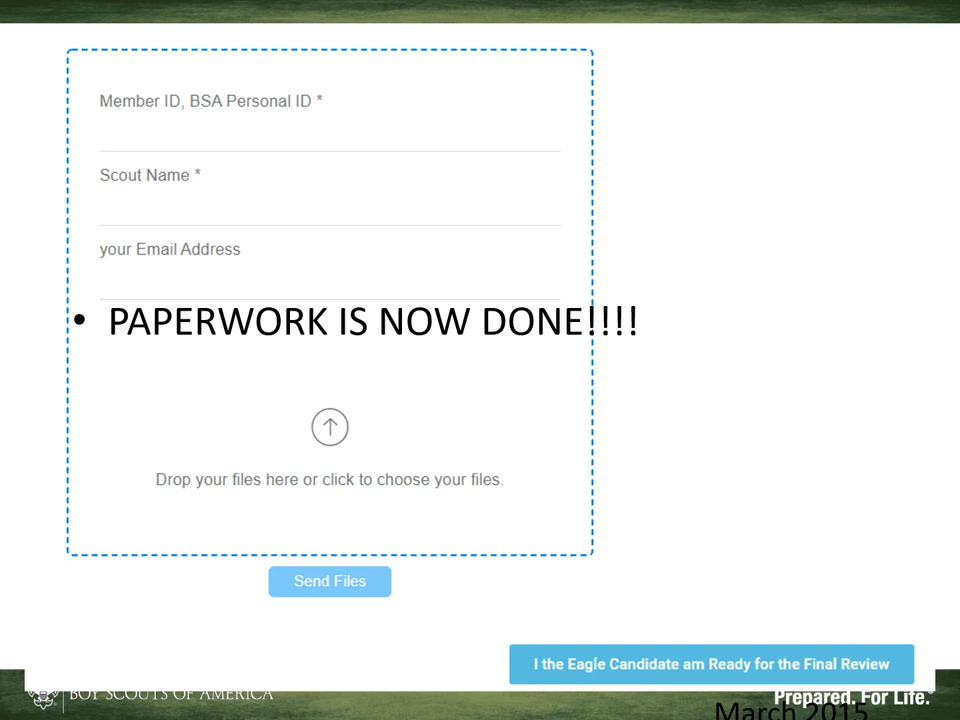 Member ID, BSA Personal ID *
Scout Name *
your Email Address
• PAPERWORK IS NOW DONE!!!!
Drop your files here or click to choose your files.
Send Files
I the Eagle Candidate am Ready for the Final Review
BOY SCOUTS OF AMERICA
Prepared. For Life.®
March 2015